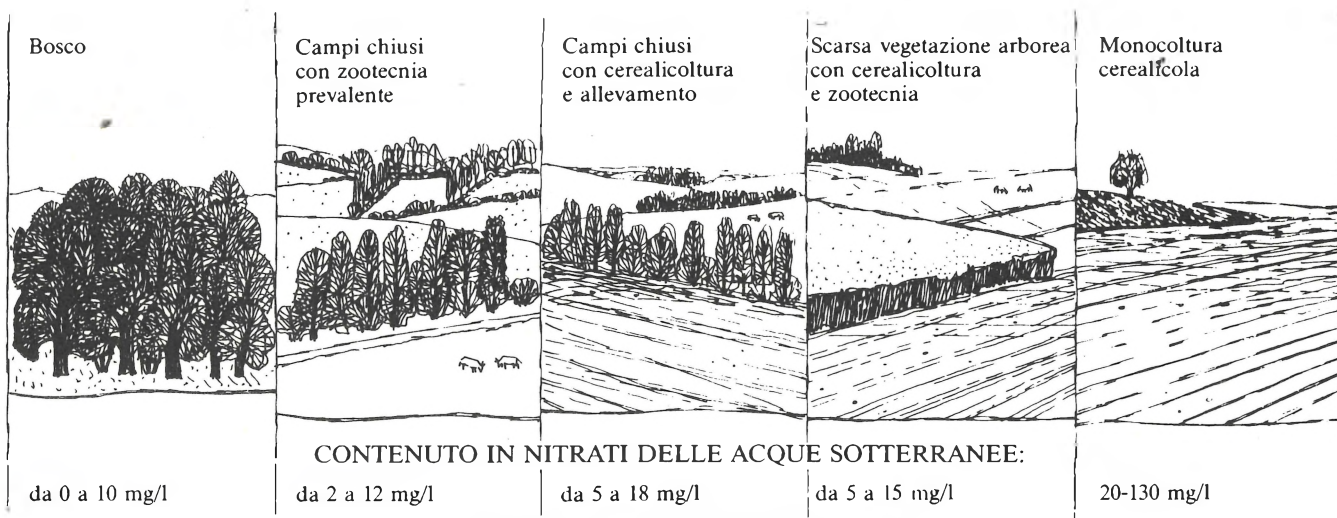 Bosco
Campi chiusi
con zootecnia
prevalente
Campi chiusi
con cerealicoltura
e allevamento
Scarsa vegetazione arborea
con cerealicoltura
e zootecnia
Monocoltura
cerealicola
CONTENUTO IN NITRATI DELLE ACQUE SOTTERRANEE:
da 0 a 10 mg/l
da 2 a 12 mg/l
da 5 a 18 mg/l
da 5 a 15 mg/l
20-130 mg/l